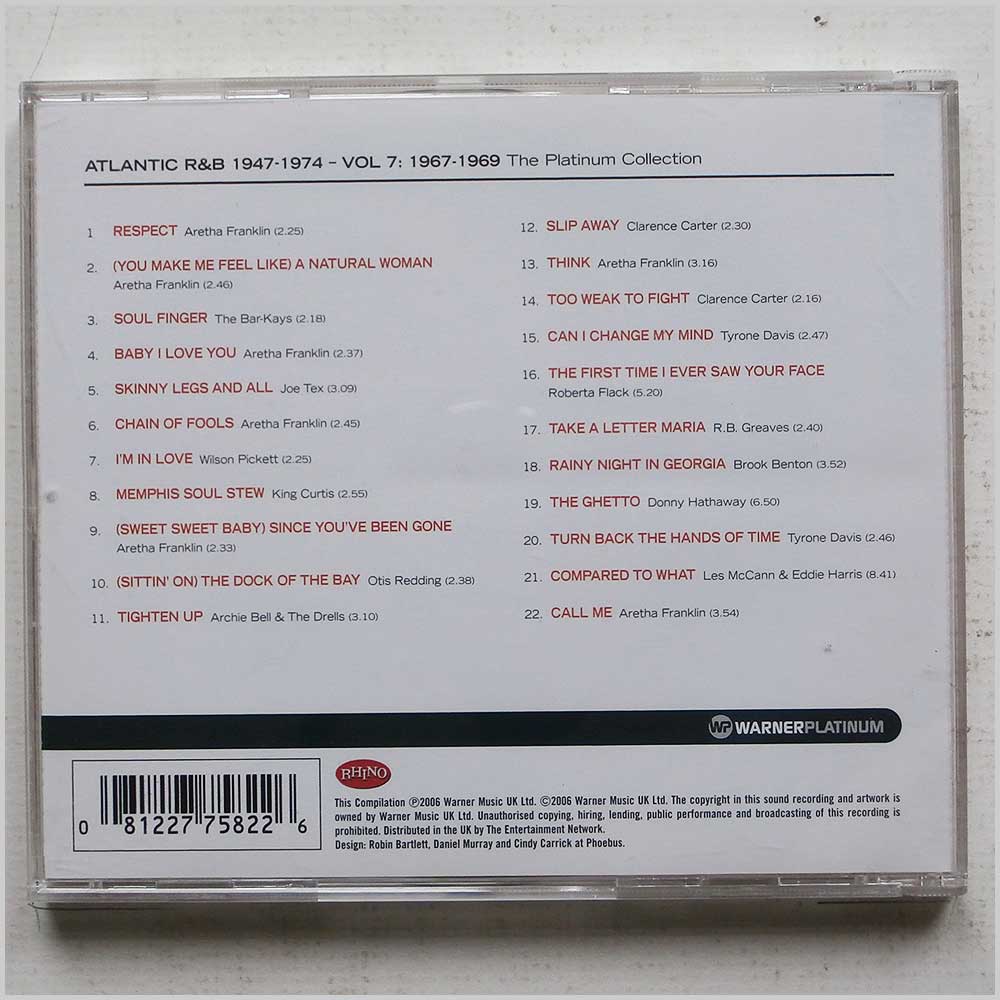 ATLANTIC R&B 1947-1974 – VOL 7: 1967-1969 The Platinum Collection
1 RESPECT Aretha Franklin (2.25)
2. (YOU MAKE ME FEEL LIKE) A NATURAL WOMAN
Aretha Franklin (2.46)
3. SOUL FINGER The Bar-Kays (2.18)
4. BABY I LOVE YOU Aretha Franklin (2.37)
5. SKINNY LEGS AND ALL Joe Tex (3.09)
6. CHAIN OF FOOLS Aretha Franklin (2.45)
7. I'M IN LOVE Wilson Pickett (2.25)
8. MEMPHIS SOUL STEW King Curtis (2.55)
9. (SWEET SWEET BABY) SINCE YOU'VE BEEN GONE
Aretha Franklin (2.33)
10. (SITTIN' ON) THE DOCK OF THE BAY Otis Redding (2.38)
11. TIGHTEN UP Archie Bell & The Drells (3.10)
12. SLIP AWAY Clarence Carter (2.30)
13. THINK Aretha Franklin (3.16)
14. TOO WEAK TO FIGHT Clarence Carter (2.16)
15. CAN I CHANGE MY MIND Tyrone Davis (2.47)
16. THE FIRST TIME I EVER SAW YOUR FACE
Roberta Flack (5.20)
17. TAKE A LETTER MARIA R.B. Greaves (2.40)
18. RAINY NIGHT IN GEORGIA Brook Benton (3.52)
19. THE GHETTO Donny Hathaway (6.50)
20. TURN BACK THE HANDS OF TIME Tyrone Davis (2.46)
21. COMPARED TO WHAT Les McCann & Eddie Harris (8.41)
22. CALL ME Aretha Franklin (3.54)
WP WARNERPLATINUM
0 81227 75822 6
RHINO
This Compilation ℗2006 Warner Music UK Ltd. ©2006 Warner Music UK Ltd. The copyright in this sound recording and artwork is
owned by Warner Music UK Ltd. Unauthorised copying, hiring, lending, public performance and broadcasting of this recording is
prohibited. Distributed in the UK by The Entertainment Network.
Design: Robin Bartlett, Daniel Murray and Cindy Carrick at Phoebus.